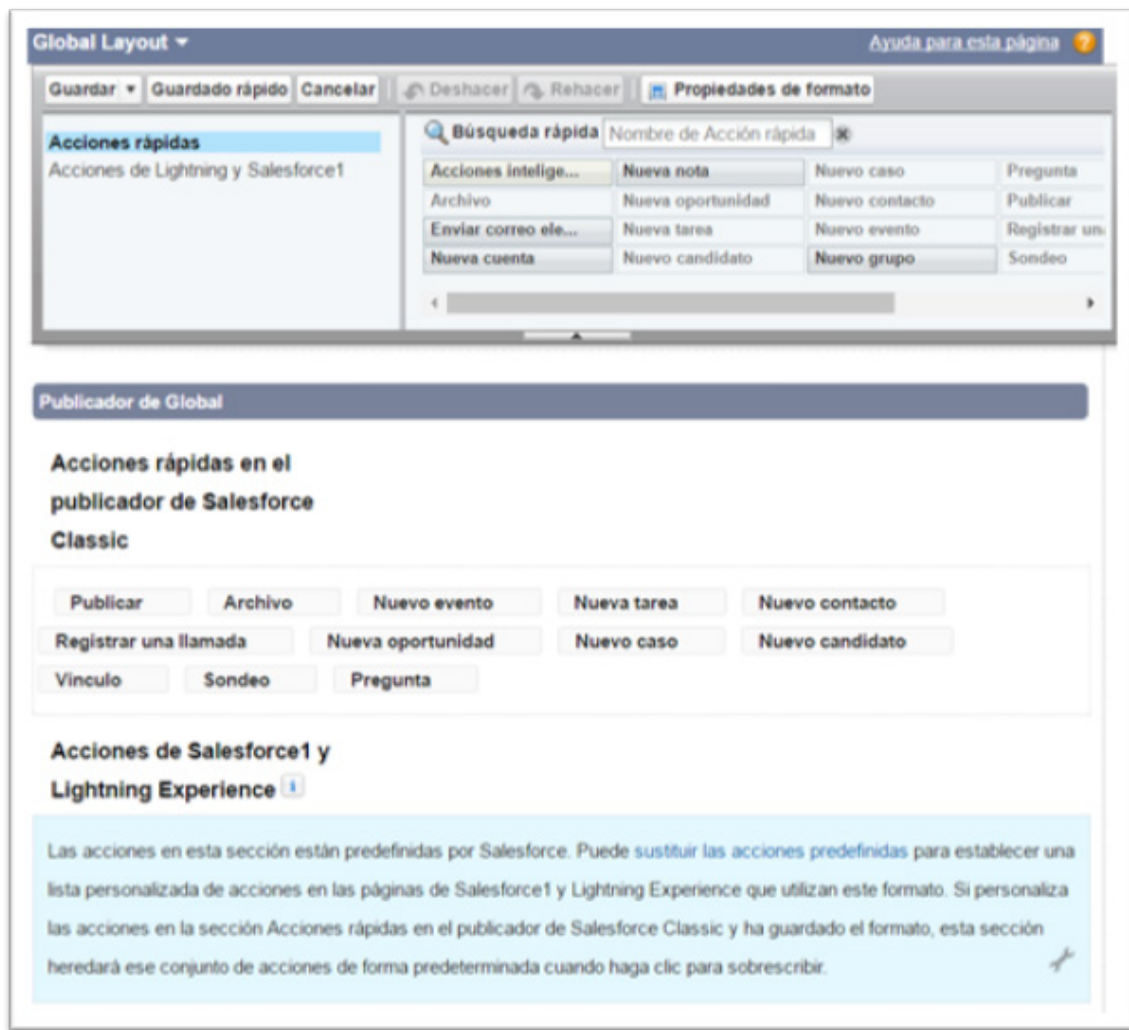 Global Layout Ayuda para esta página ?
Guardar Guardado rápido Cancelar Deshacer Rehacer Propiedades de formato
Acciones rápidas
Acciones de Lightning y Salesforce1
Búsqueda rápida Nombre de Acción rápida
Acciones intelige... Nueva nota Nuevo caso Pregunta
Archivo Nueva oportunidad Nuevo contacto Publicar
Enviar correo ele... Nueva tarea Nuevo evento Registrar una
Nueva cuenta Nuevo candidato Nuevo grupo Sondeo
Publicador de Global
Acciones rápidas en el
publicador de Salesforce
Classic
Publicar Archivo Nuevo evento Nueva tarea Nuevo contacto
Registrar una llamada Nueva oportunidad Nuevo caso Nuevo candidato
Vínculo Sondeo Pregunta
Acciones de Salesforce1 y
Lightning Experience i
Las acciones en esta sección están predefinidas por Salesforce. Puede sustituir las acciones predefinidas para establecer una
lista personalizada de acciones en las páginas de Salesforce1 y Lightning Experience que utilizan este formato. Si personaliza
las acciones en la sección Acciones rápidas en el publicador de Salesforce Classic y ha guardado el formato, esta sección
heredará ese conjunto de acciones de forma predeterminada cuando haga clic para sobrescribir.